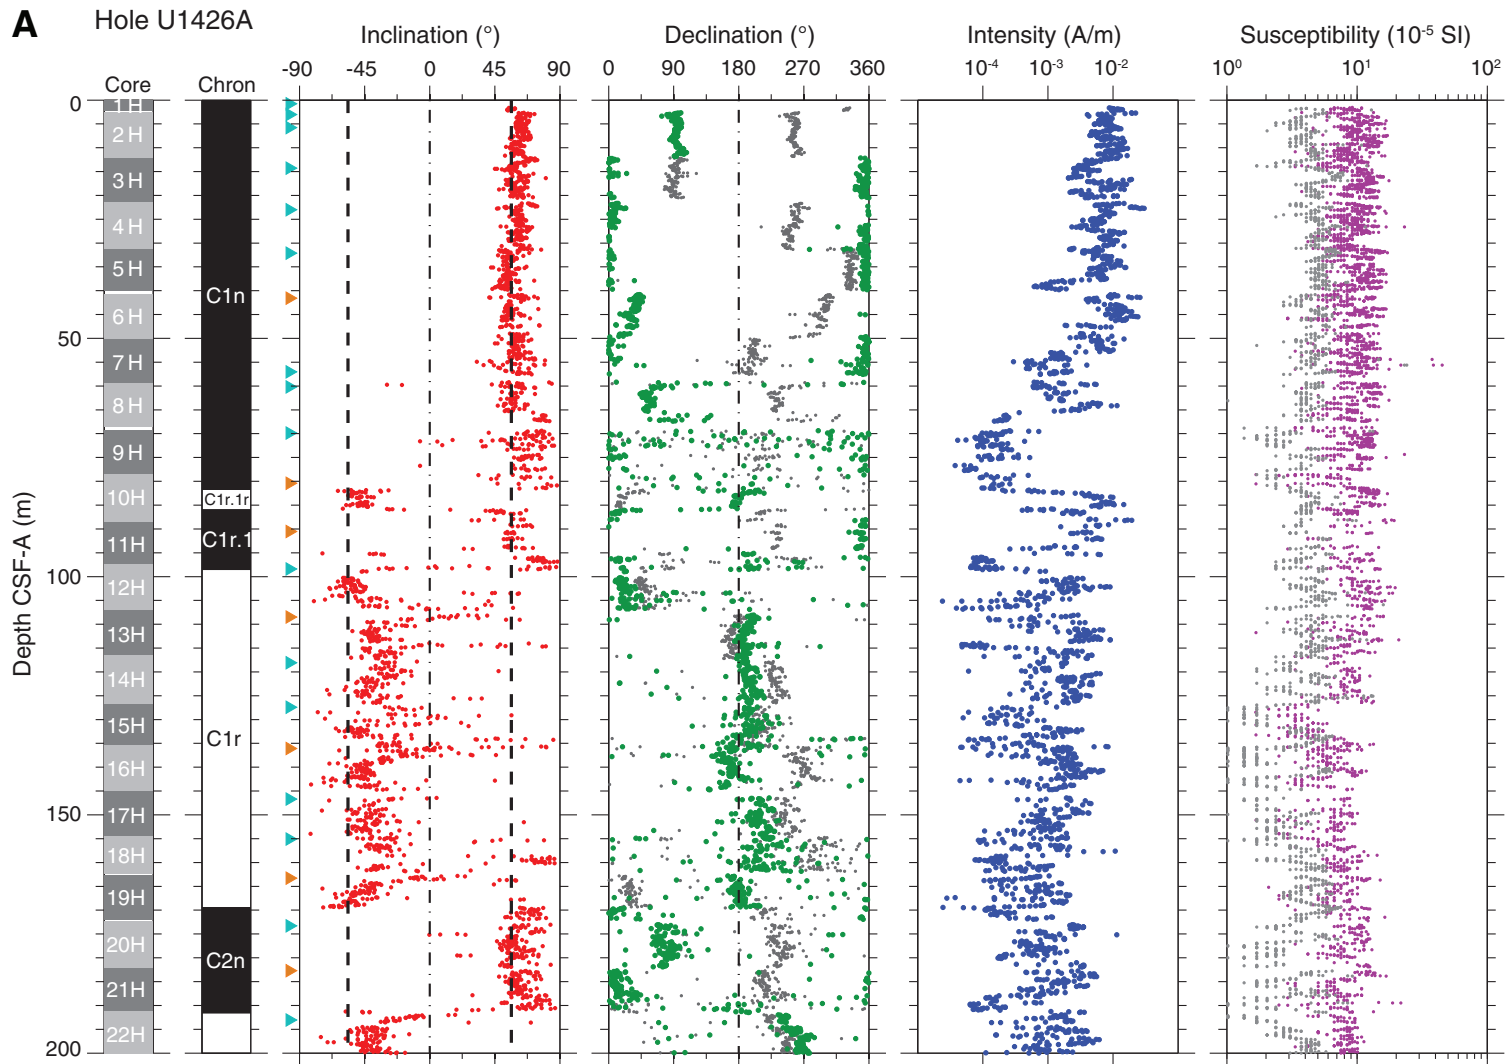 A
Hole U1426A
Inclination (°)
Declination (°)
Intensity (A/m)
Susceptibility (10⁻⁵ SI)
Core
Chron
-90 -45 0 45 90
0 90 180 270 360
10⁻⁴ 10⁻³ 10⁻²
10⁰ 10¹ 10²
Depth CSF-A (m)
0
50
100
150
200
1H
2H
3H
4H
5H
6H
7H
8H
9H
10H
11H
12H
13H
14H
15H
16H
17H
18H
19H
20H
21H
22H
C1n
C1r.1r
C1r.1
C1r
C2n